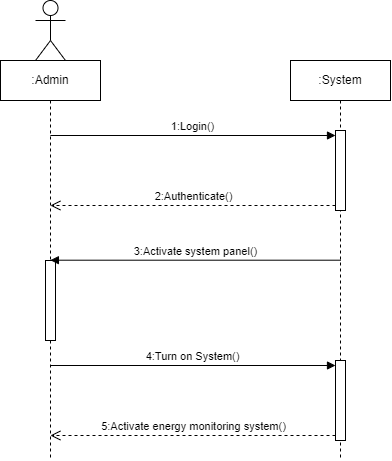 :Admin
:System
1:Login()
2:Authenticate()
3:Activate system panel()
4:Turn on System()
5:Activate energy monitoring system()